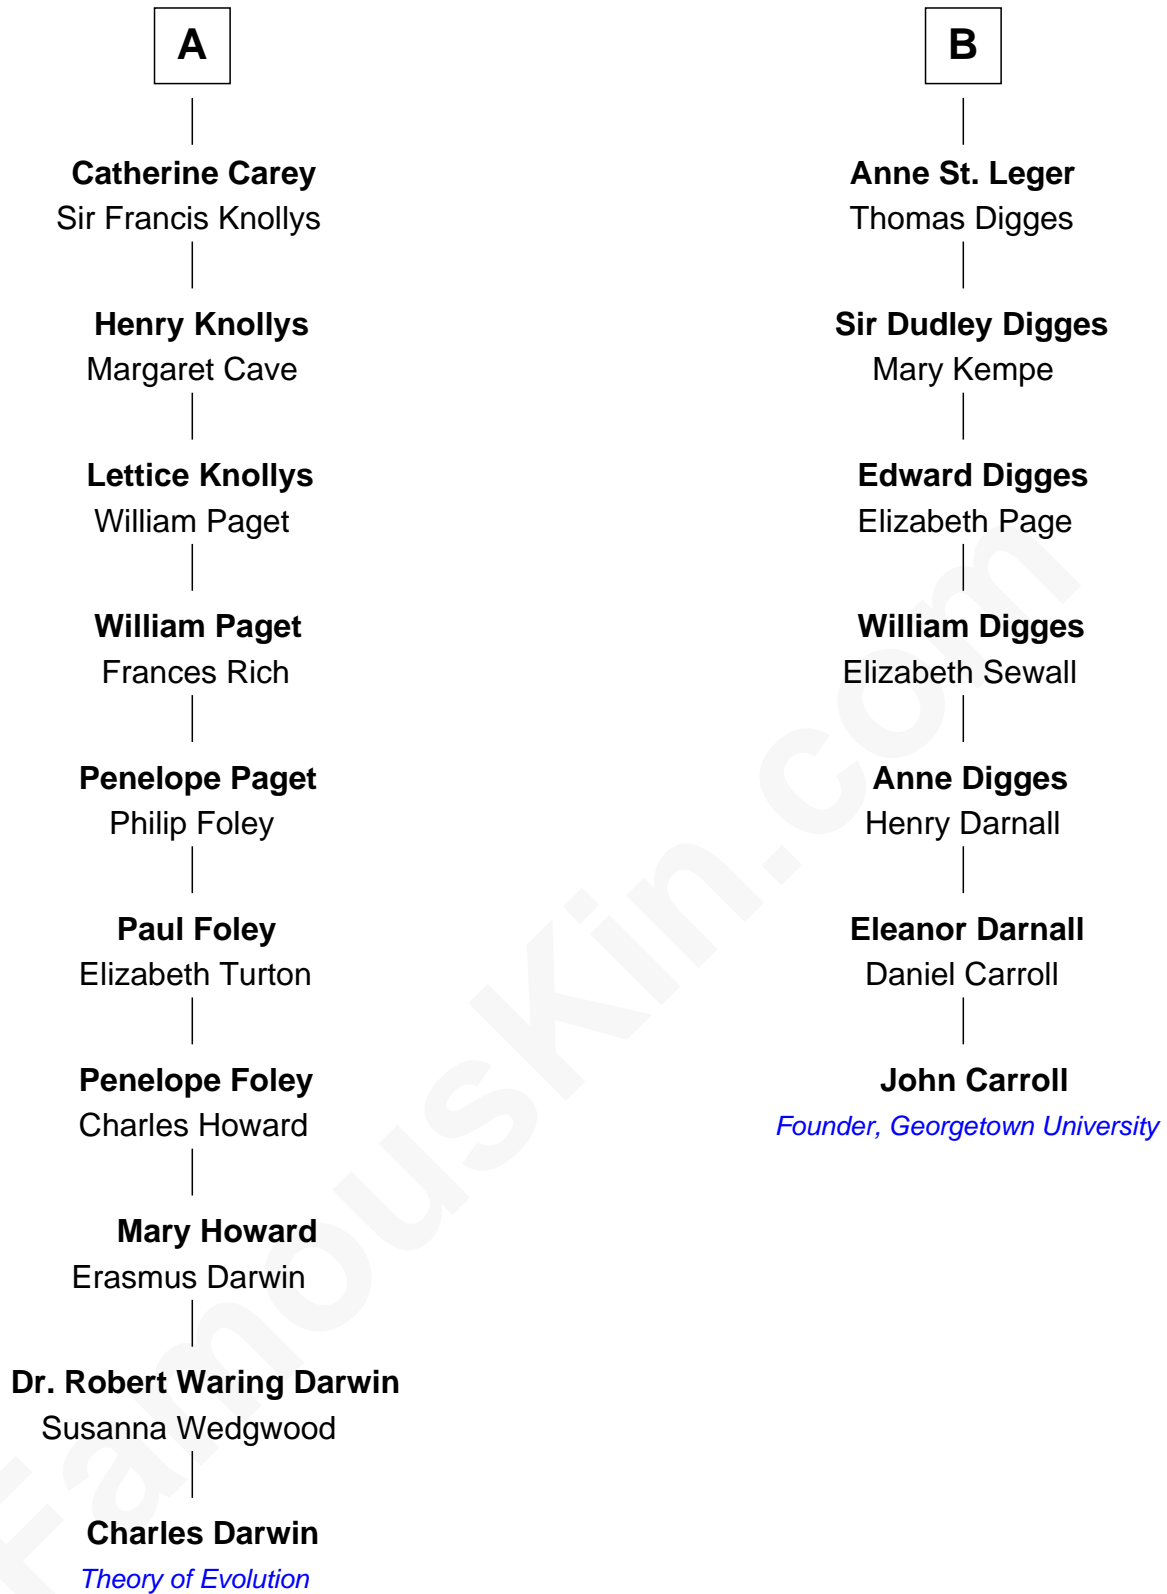 A
Catherine Carey
Sir Francis Knollys
Henry Knollys
Margaret Cave
Lettice Knollys
William Paget
William Paget
Frances Rich
Penelope Paget
Philip Foley
Paul Foley
Elizabeth Turton
Penelope Foley
Charles Howard
Mary Howard
Erasmus Darwin
Dr. Robert Waring Darwin
Susanna Wedgwood
Charles Darwin
Theory of Evolution
B
Anne St. Leger
Thomas Digges
Sir Dudley Digges
Mary Kempe
Edward Digges
Elizabeth Page
William Digges
Elizabeth Sewall
Anne Digges
Henry Darnall
Eleanor Darnall
Daniel Carroll
John Carroll
Founder, Georgetown University
FamousKin.com